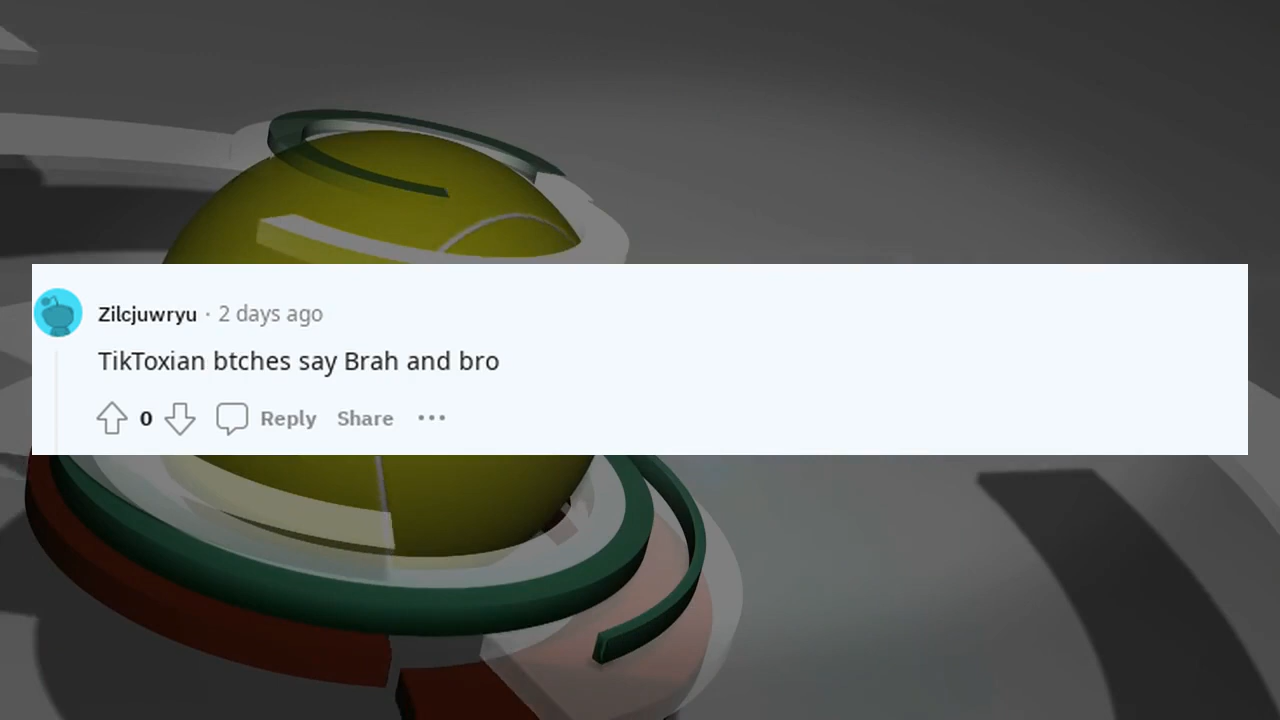 Zilcjuwryu · 2 days ago
TikToxian btches say Brah and bro
0 Reply Share ···